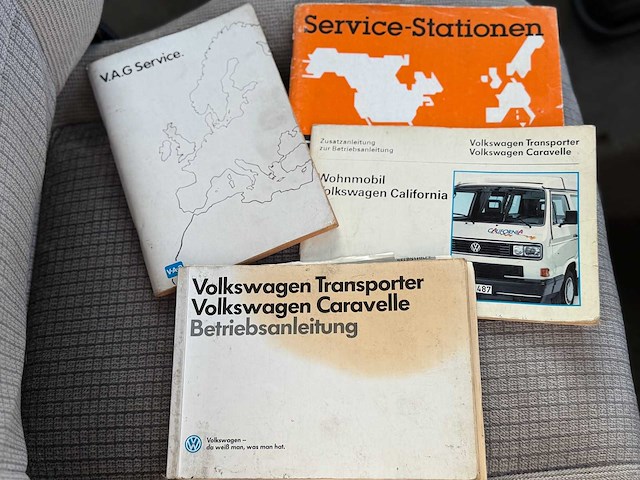 V.A.G Service.
V·A·G
Service-Stationen
Zusatzanleitung
zur Betriebsanleitung
Volkswagen Transporter
Volkswagen Caravelle
Wohnmobil
Volkswagen California
CALIFORNIA
487
Volkswagen Transporter
Volkswagen Caravelle
Betriebsanleitung
Volkswagen –
da weiß man, was man hat.